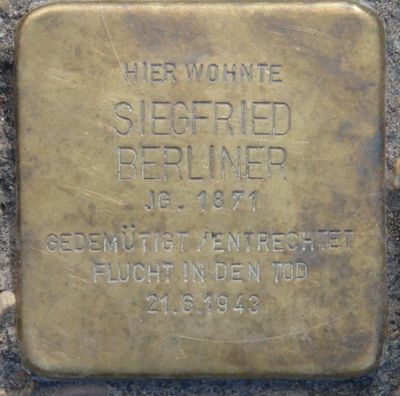 HIER WOHNTE
SIEGFRIED
BERLINER
JG. 1871
GEDEMÜTIGT/ENTRECHTET
FLUCHT IN DEN TOD
21.6.1943